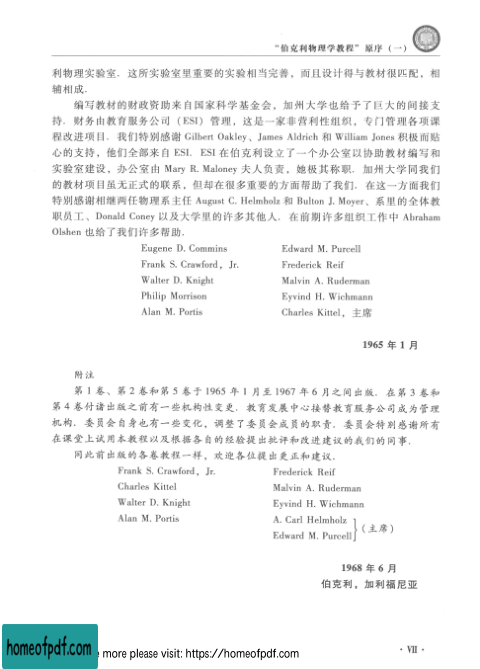 “伯克利物理学教程”原序（一）
利物理实验室. 这所实验室里重要的实验相当完善，而且设计得与教材很匹配，相
辅相成.
编写教材的财政资助来自国家科学基金会，加州大学也给予了巨大的间接支
持. 财务由教育服务公司（ESI）管理，这是一家非营利性组织，专门管理各项课
程改进项目. 我们特别感谢 Gilbert Oakley、James Aldrich 和 William Jones 积极而贴
心的支持，他们全部来自 ESI. ESI 在伯克利设立了一个办公室以协助教材编写和
实验室建设，办公室由 Mary R. Maloney 夫人负责，她极其称职. 加州大学同我们
的教材项目虽无正式的联系，但却在很多重要的方面帮助了我们. 在这一方面我们
特别感谢相继两任物理系主任 August C. Helmholz 和 Bulton J. Moyer、系里的全体教
职员工、Donald Coney 以及大学里的许多其他人. 在前期许多组织工作中 Abraham
Olshen 也给了我们许多帮助.
Eugene D. Commins Edward M. Purcell
Frank S. Crawford, Jr. Frederick Reif
Walter D. Knight Malvin A. Ruderman
Philip Morrison Eyvind H. Wichmann
Alan M. Portis Charles Kittel，主席
1965 年 1 月
附注
第 1 卷、第 2 卷和第 5 卷于 1965 年 1 月至 1967 年 6 月之间出版. 在第 3 卷和
第 4 卷付诸出版之前有一些机构性变更. 教育发展中心接替教育服务公司成为管理
机构. 委员会自身也有一些变化，调整了委员会成员的职责. 委员会特别感谢所有
在课堂上试用本教程以及根据各自的经验提出批评和改进建议的我们的同事.
同此前出版的各卷教程一样，欢迎各位提出更正和建议.
Frank S. Crawford, Jr. Frederick Reif
Charles Kittel Malvin A. Ruderman
Walter D. Knight Eyvind H. Wichmann
Alan M. Portis A. Carl Helmholz
Edward M. Purcell （主席）
1968 年 6 月
伯克利，加利福尼亚
homeofpdf.com
more please visit: https://homeofpdf.com
· Ⅶ ·